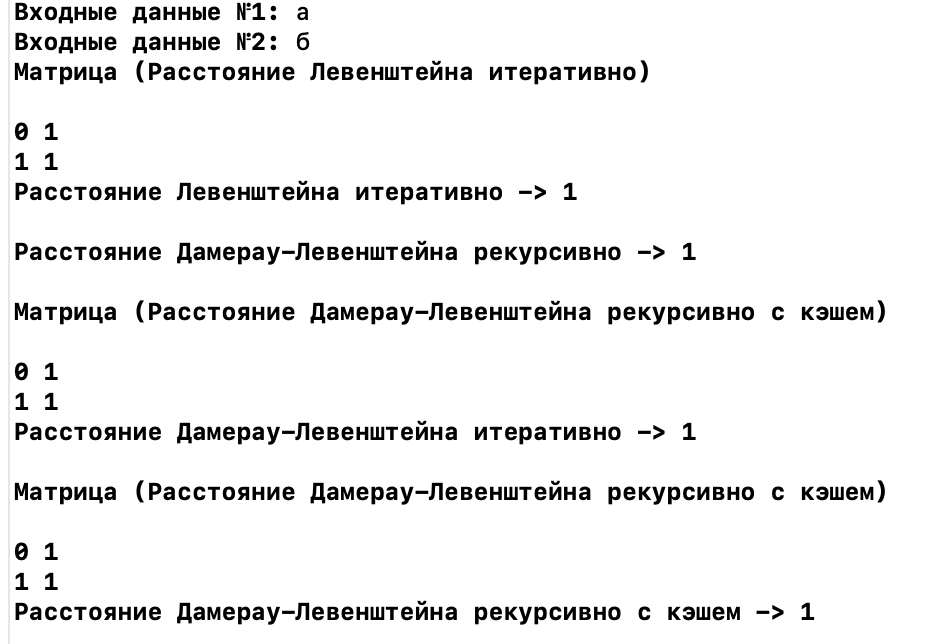 Входные данные №1: а
Входные данные №2: б
Матрица (Расстояние Левенштейна итеративно)
0 1
1 1
Расстояние Левенштейна итеративно –> 1
Расстояние Дамерау–Левенштейна рекурсивно –> 1
Матрица (Расстояние Дамерау–Левенштейна рекурсивно с кэшем)
0 1
1 1
Расстояние Дамерау–Левенштейна итеративно –> 1
Матрица (Расстояние Дамерау–Левенштейна рекурсивно с кэшем)
0 1
1 1
Расстояние Дамерау–Левенштейна рекурсивно с кэшем –> 1